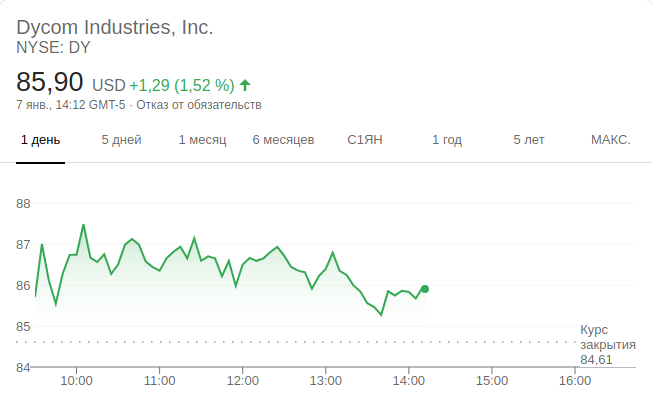 Dycom Industries, Inc.
NYSE: DY
85,90 USD +1,29 (1,52 %)
7 янв., 14:12 GMT-5 · Отказ от обязательств
1 день 5 дней 1 месяц 6 месяцев С1ЯН 1 год 5 лет МАКС.
88
87
86
85
Курс
закрытия
84,61
84
10:00 11:00 12:00 13:00 14:00 15:00 16:00